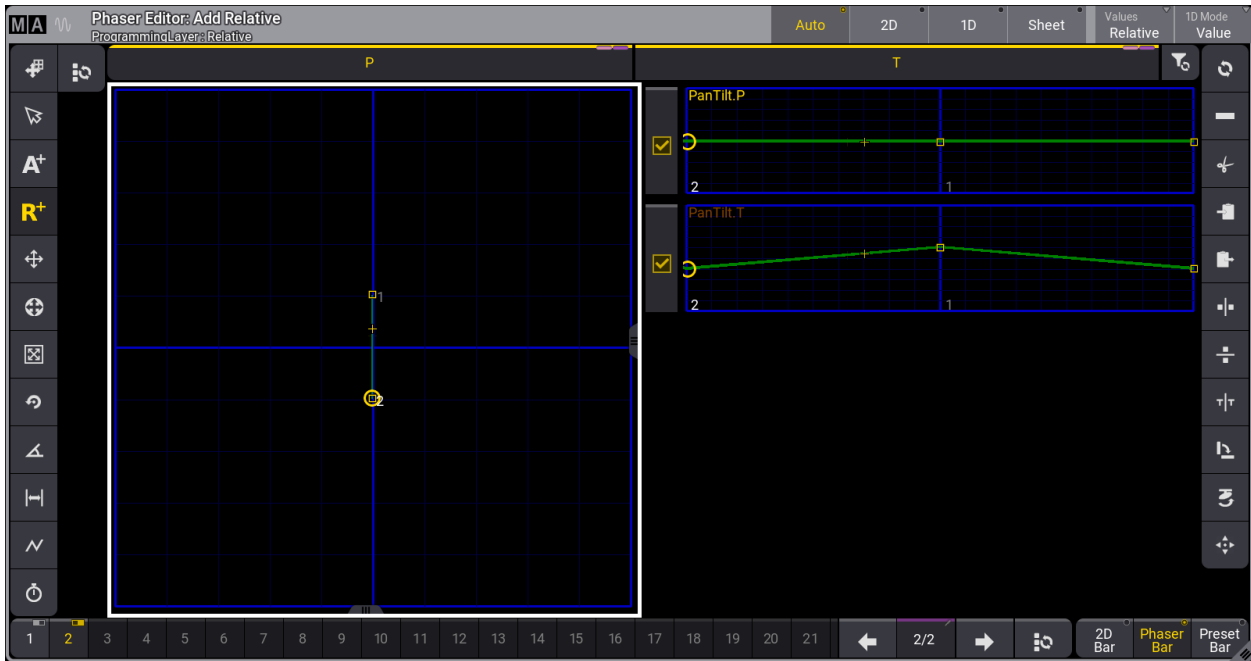 MA
Phaser Editor: Add Relative
ProgrammingLayer:: Relative
Auto
2D
1D
Sheet
Values
Relative
1D Mode
Value
P
T
A+
R+
PanTilt.P
2
1
PanTilt.T
2
1
1
2
T|T
1 2 3 4 5 6 7 8 9 10 11 12 13 14 15 16 17 18 19 20 21
2/2
2D
Bar
Phaser
Bar
Preset
Bar